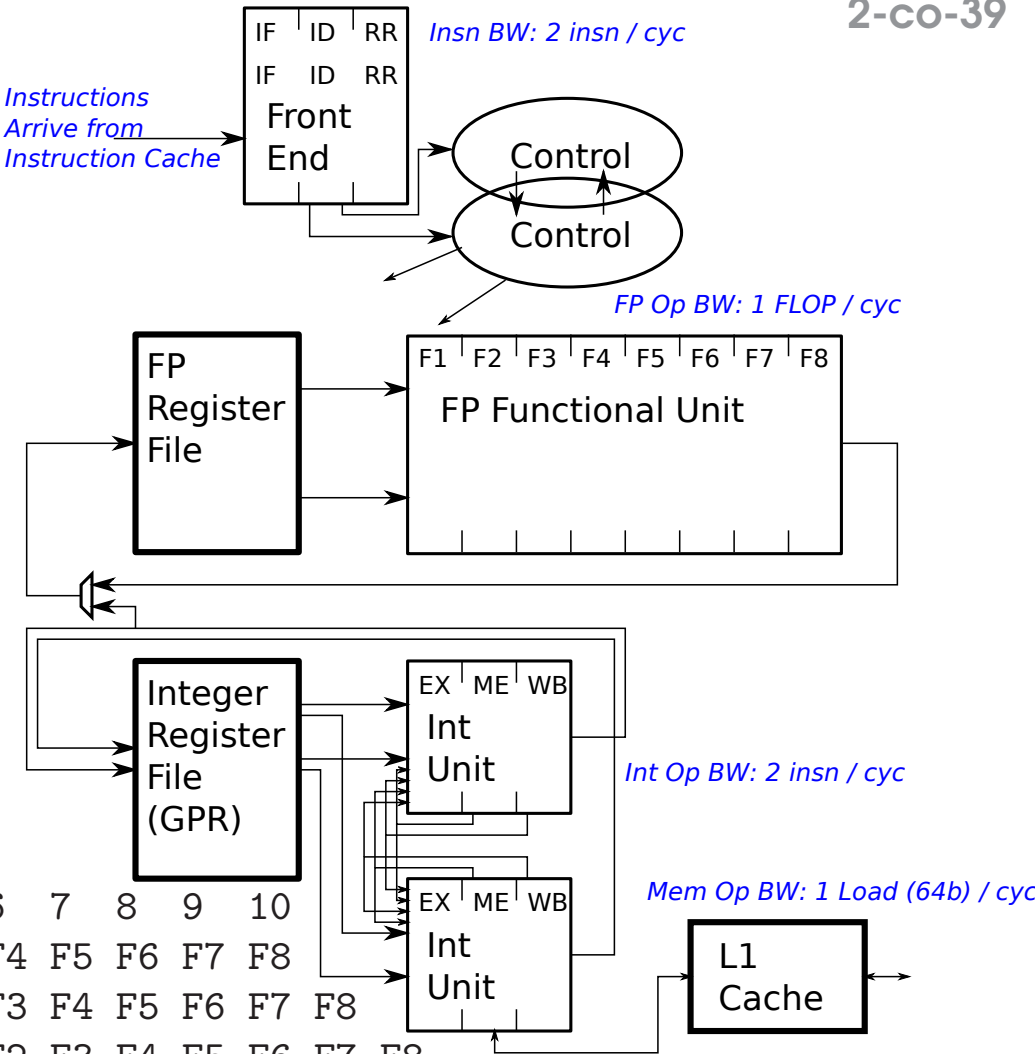 2-co-39
IF ID RR
Insn BW: 2 insn / cyc
IF ID RR
Front
End
Instructions
Arrive from
Instruction Cache
Control
Control
FP Op BW: 1 FLOP / cyc
FP
Register
File
F1 F2 F3 F4 F5 F6 F7 F8
FP Functional Unit
Integer
Register
File
(GPR)
EX ME WB
Int
Unit
Int Op BW: 2 insn / cyc
EX ME WB
Int
Unit
Mem Op BW: 1 Load (64b) / cyc
L1
Cache
7 8 9 10
F5 F6 F7 F8
F4 F5 F6 F7 F8